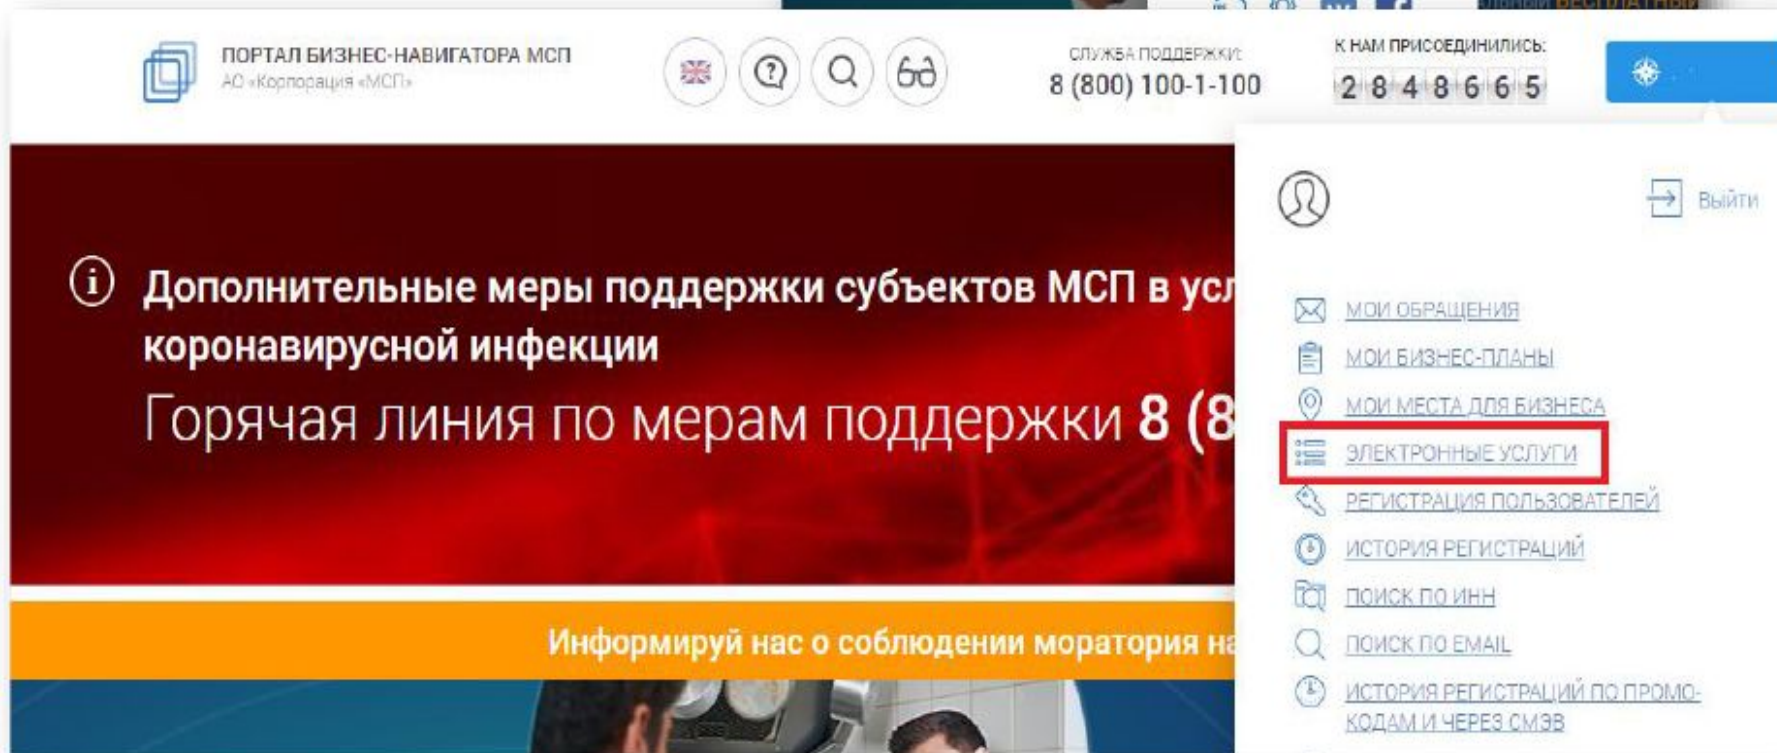 БЕСПЛАТНЫЙ
ПОРТАЛ БИЗНЕС-НАВИГАТОРА МСП
АО «Корпорация «МСП»
СЛУЖБА ПОДДЕРЖКИ:
8 (800) 100-1-100
К НАМ ПРИСОЕДИНИЛИСЬ:
2848665
Выйти
Дополнительные меры поддержки субъектов МСП в усл
коронавирусной инфекции
Горячая линия по мерам поддержки 8 (8
Информируй нас о соблюдении моратория на
МОИ ОБРАЩЕНИЯ
МОИ БИЗНЕС-ПЛАНЫ
МОИ МЕСТА ДЛЯ БИЗНЕСА
ЭЛЕКТРОННЫЕ УСЛУГИ
РЕГИСТРАЦИЯ ПОЛЬЗОВАТЕЛЕЙ
ИСТОРИЯ РЕГИСТРАЦИЙ
ПОИСК ПО ИНН
ПОИСК ПО EMAIL
ИСТОРИЯ РЕГИСТРАЦИЙ ПО ПРОМО-
КОДАМ И ЧЕРЕЗ СМЭВ